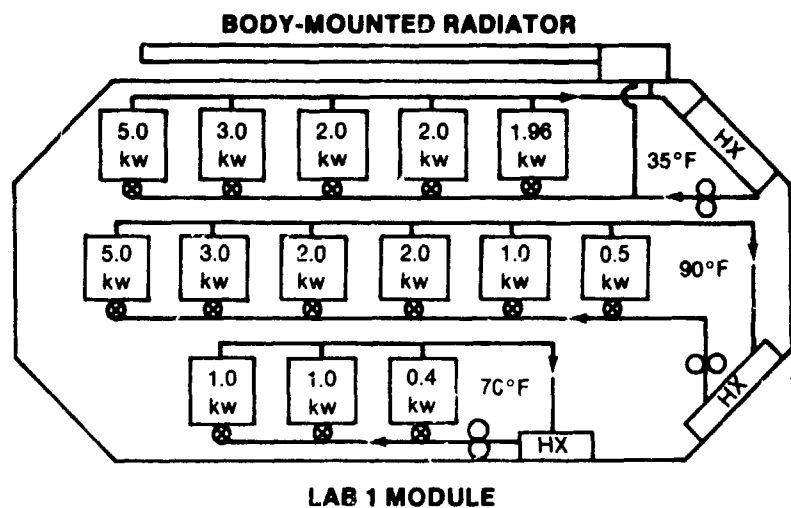 BODY-MOUNTED RADIATOR
5.0 3.0 2.0 2.0 1.96
kw kw kw kw kw
HX
35°F
5.0 3.0 2.0 2.0 1.0 0.5
kw kw kw kw kw kw
90°F
1.0 1.0 0.4
kw kw kw
70°F
HX
HX
LAB 1 MODULE